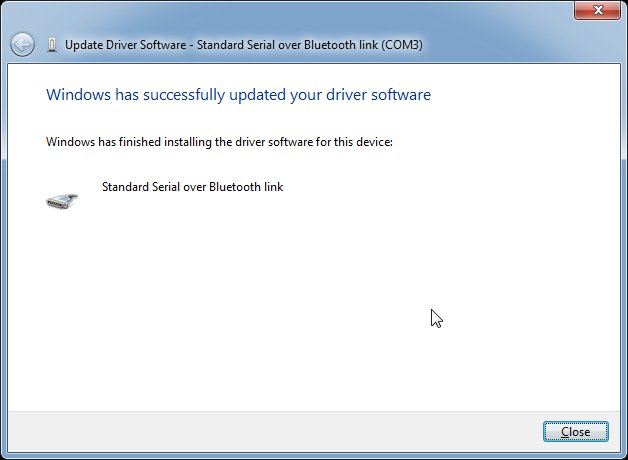 Update Driver Software - Standard Serial over Bluetooth link (COM3)
Windows has successfully updated your driver software
Windows has finished installing the driver software for this device:
Standard Serial over Bluetooth link
Close